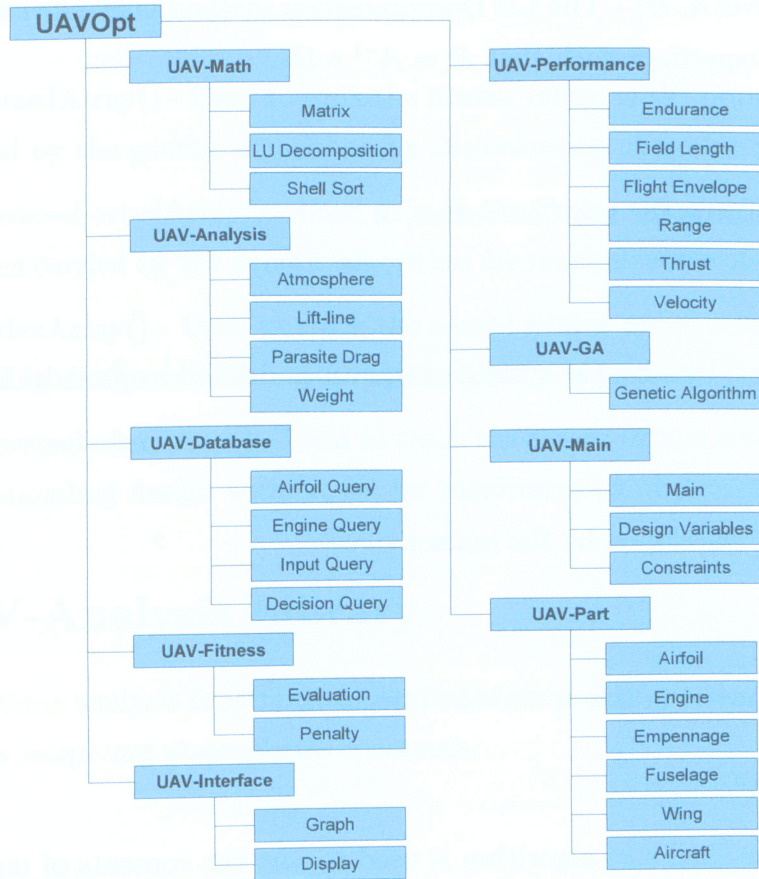 UAVOpt
UAV-Math
Matrix
LU Decomposition
Shell Sort
UAV-Analysis
Atmosphere
Lift-line
Parasite Drag
Weight
UAV-Database
Airfoil Query
Engine Query
Input Query
Decision Query
UAV-Fitness
Evaluation
Penalty
UAV-Interface
Graph
Display
UAV-Performance
Endurance
Field Length
Flight Envelope
Range
Thrust
Velocity
UAV-GA
Genetic Algorithm
UAV-Main
Main
Design Variables
Constraints
UAV-Part
Airfoil
Engine
Empennage
Fuselage
Wing
Aircraft